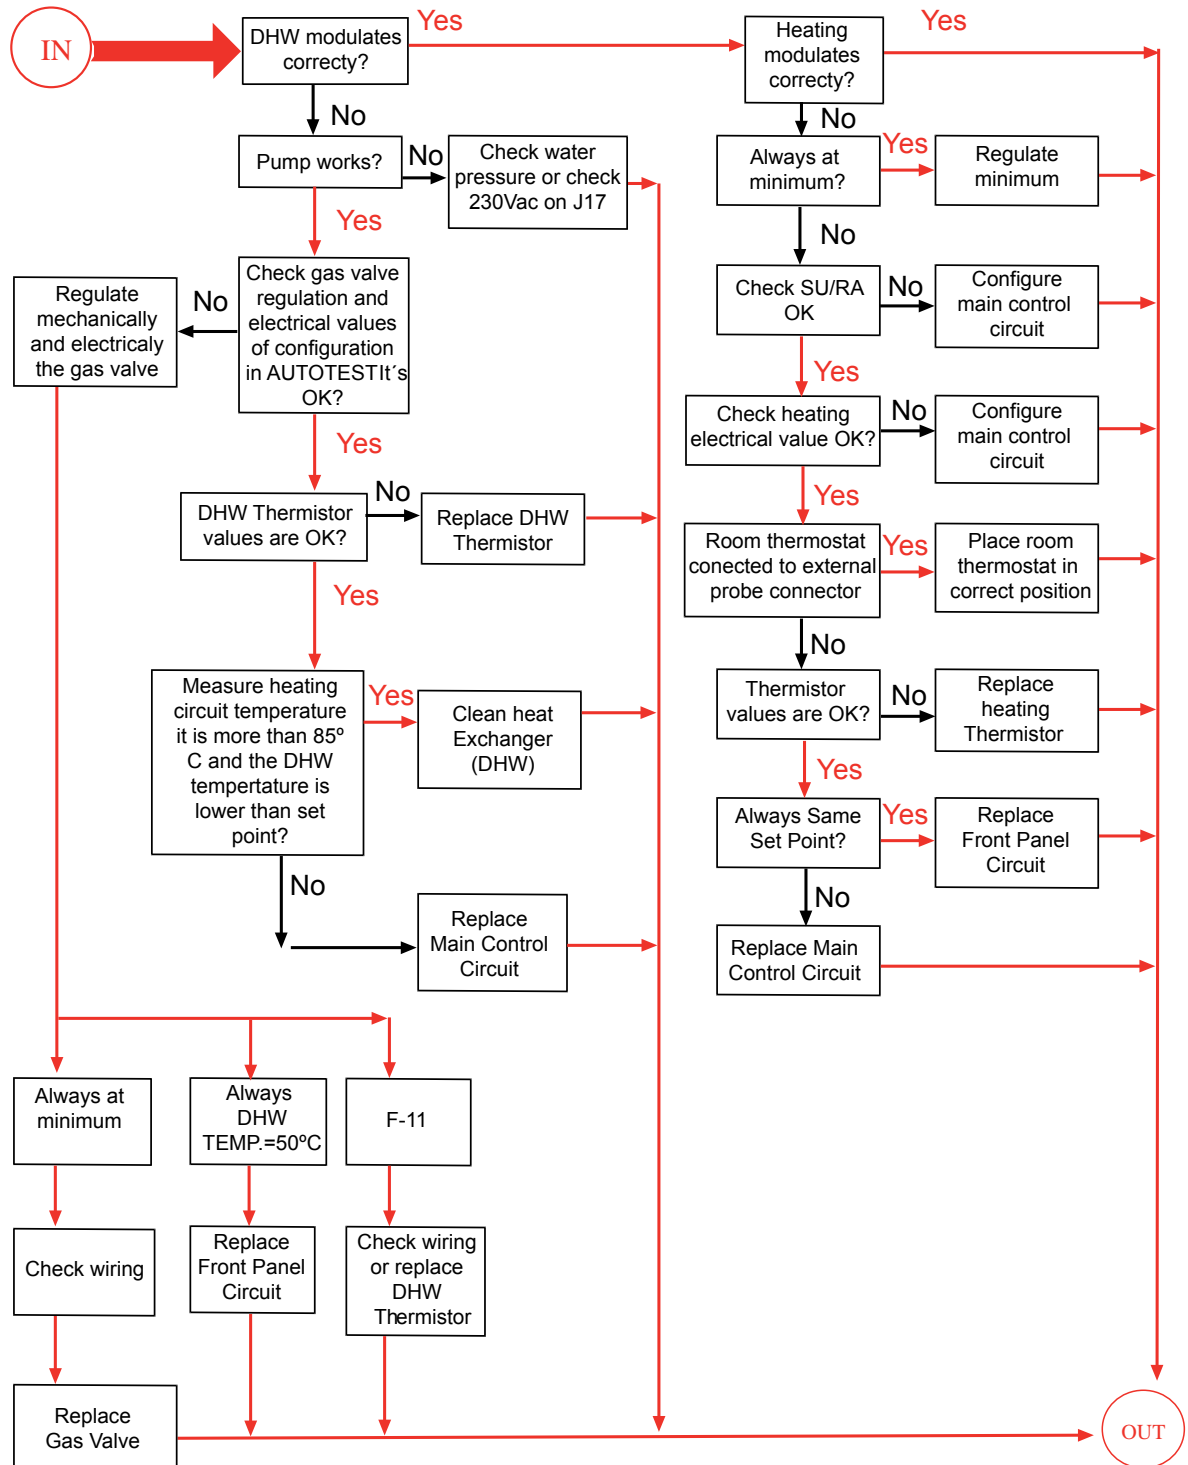 IN
DHW modulates
correcty?
Yes
Heating
modulates
correcty?
Yes
No
No
Pump works?
No
Check water
pressure or check
230Vac on J17
Always at
minimum?
Yes
Regulate
minimum
Yes
No
Regulate
mechanically
and electricaly
the gas valve
No
Check gas valve
regulation and
electrical values
of configuration
in AUTOTESTIt´s
OK?
Check SU/RA
OK
No
Configure
main control
circuit
Yes
Yes
Check heating
electrical value OK?
No
Configure
main control
circuit
Yes
DHW Thermistor
values are OK?
No
Replace DHW
Thermistor
Room thermostat
conected to external
probe connector
Yes
Place room
thermostat in
correct position
Yes
No
Measure heating
circuit temperature
it is more than 85º
C and the DHW
tempertature is
lower than set
point?
Yes
Clean heat
Exchanger
(DHW)
Thermistor
values are OK?
No
Replace
heating
Thermistor
Yes
Always Same
Set Point?
Yes
Replace
Front Panel
Circuit
No
No
Replace
Main Control
Circuit
Replace Main
Control Circuit
Always at
minimum
Always
DHW
TEMP.=50ºC
F-11
Check wiring
Replace
Front Panel
Circuit
Check wiring
or replace
DHW
Thermistor
Replace
Gas Valve
OUT